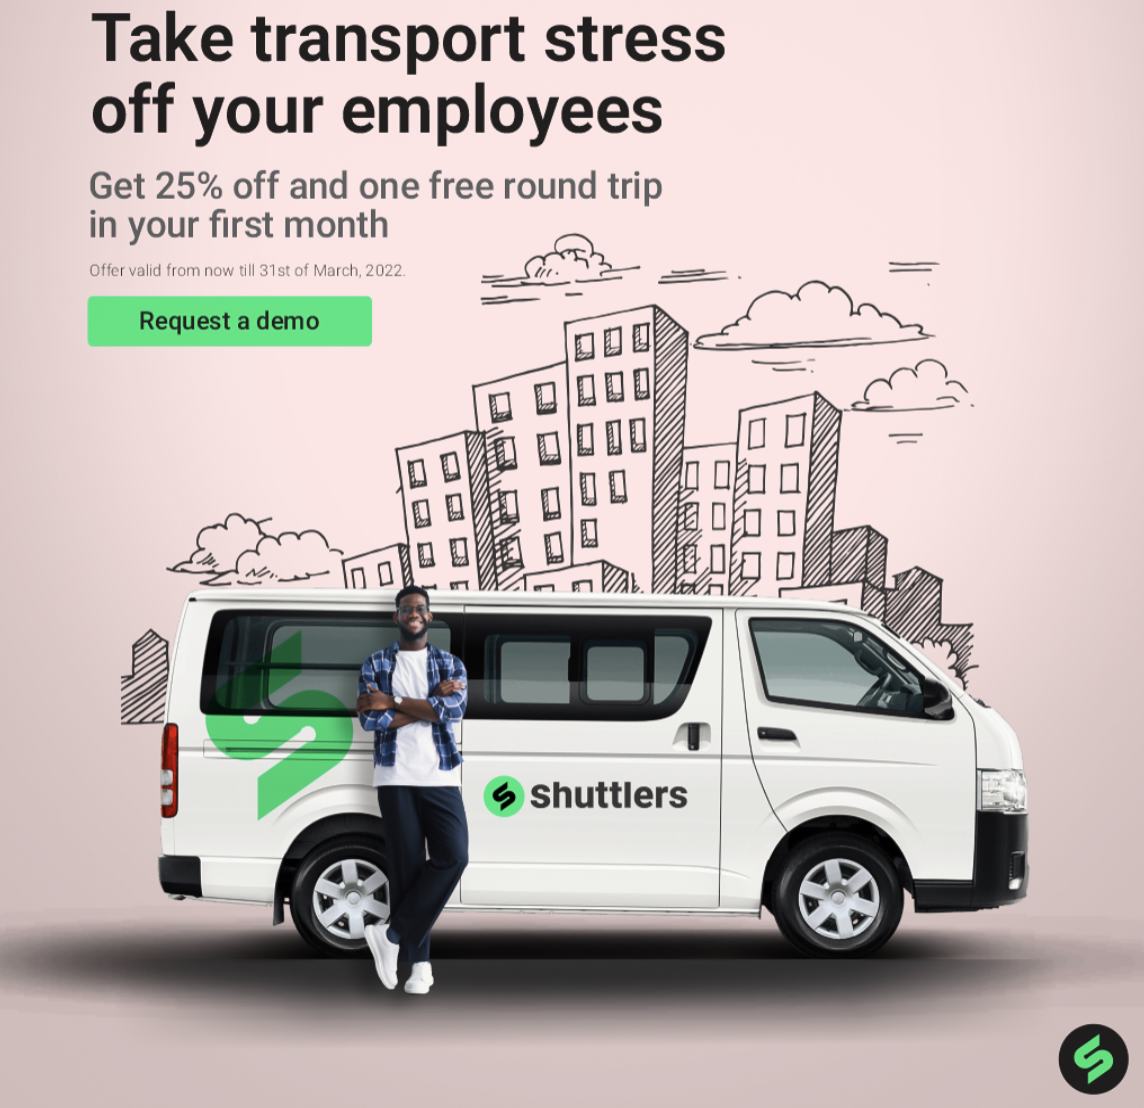 Take transport stress
off your employees
Get 25% off and one free round trip
in your first month
Offer valid from now till 31st of March, 2022.
Request a demo
Shuttlers